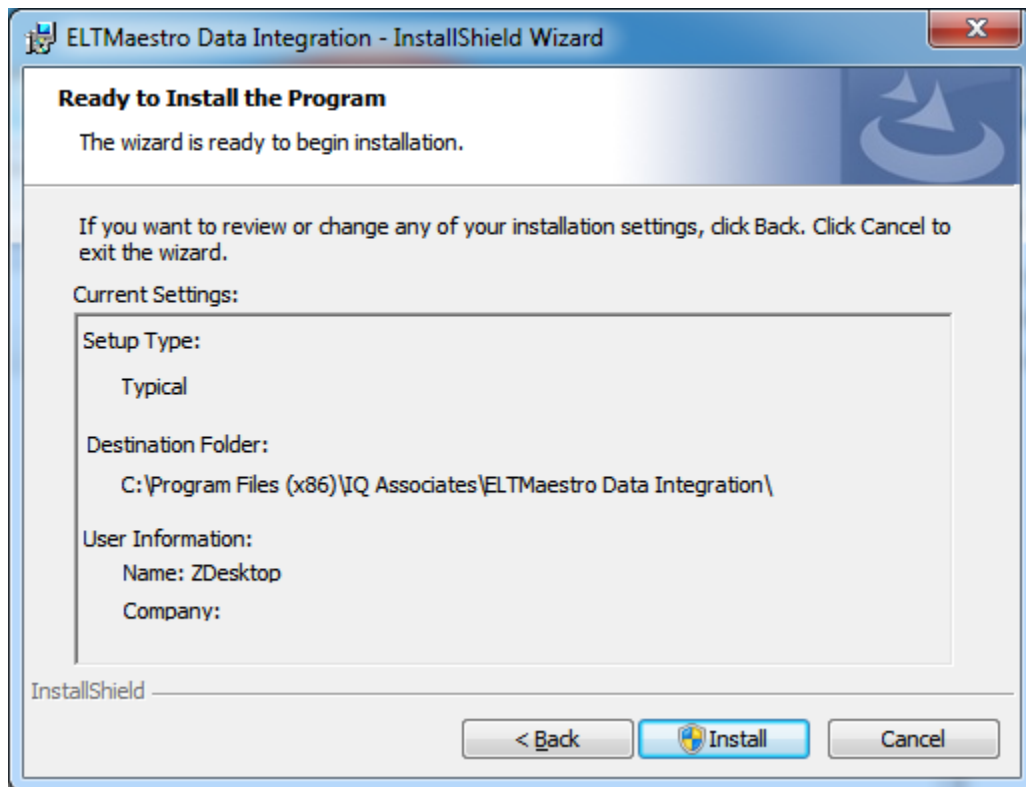 ELTMaestro Data Integration - InstallShield Wizard
Ready to Install the Program
The wizard is ready to begin installation.
If you want to review or change any of your installation settings, click Back. Click Cancel to
exit the wizard.
Current Settings:
Setup Type:
Typical
Destination Folder:
C:\Program Files (x86)\IQ Associates\ELTMaestro Data Integration\
User Information:
Name: ZDesktop
Company:
InstallShield
< Back
Install
Cancel